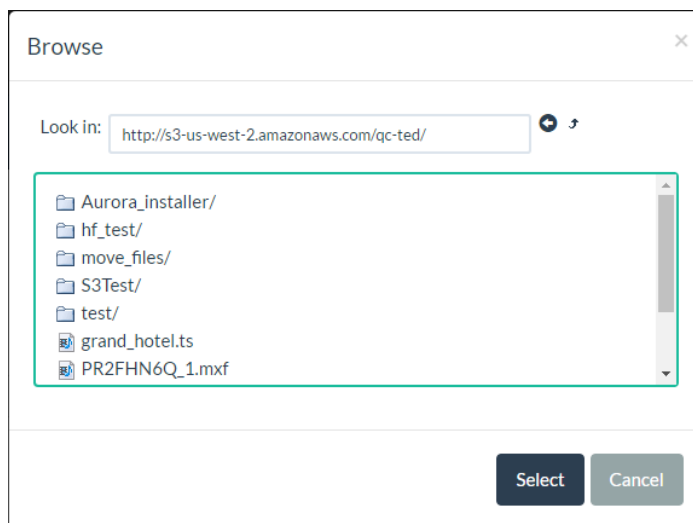 Browse
Look in: http://s3-us-west-2.amazonaws.com/qc-ted/
Aurora_installer/
hf_test/
move_files/
S3Test/
test/
grand_hotel.ts
PR2FHN6Q_1.mxf
Select Cancel